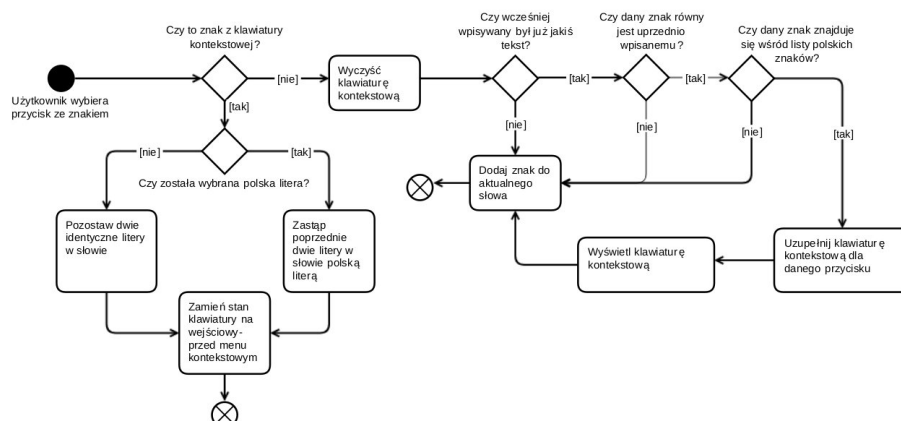 Czy to znak z klawiatury
kontekstowej?
Użytkownik wybiera
przycisk ze znakiem
[nie]
[tak]
Wyczyść
klawiaturę
kontekstową
Czy wcześniej
wpisywany był już jakiś
tekst?
[tak]
[nie]
Czy dany znak równy
jest uprzednio
wpisanemu?
[tak]
[nie]
Czy dany znak znajduje
się wśród listy polskich
znaków?
[nie]
[tak]
[nie]
[tak]
Czy została wybrana polska litera?
Pozostaw dwie
identyczne litery
w słowie
Zastąp
poprzednie
dwie litery w
słowie polską
literą
Zamień stan
klawiatury na
wejściowy-
przed menu
kontekstowym
Dodaj znak do
aktualnego
słowa
Wyświetl klawiaturę
kontekstową
Uzupełnij klawiaturę
kontekstową dla
danego przycisku